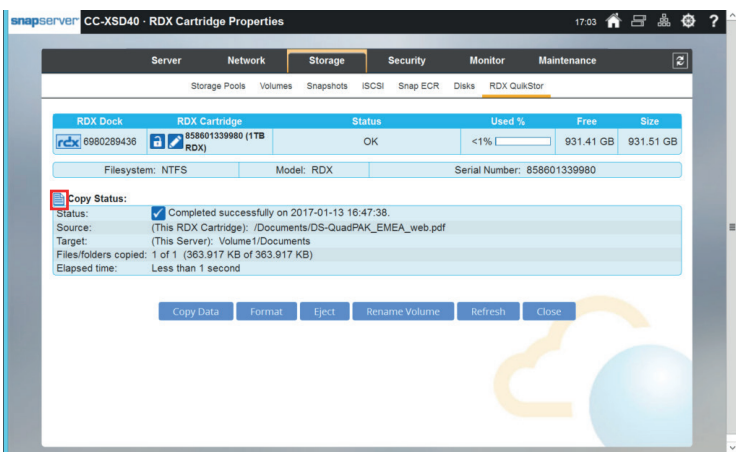 snapserver™ CC-XSD40 · RDX Cartridge Properties 17:03 ?
Server Network Storage Security Monitor Maintenance
Storage Pools Volumes Snapshots iSCSI Snap ECR Disks RDX QuikStor
RDX Dock RDX Cartridge Status Used % Free Size
rdx 6980289436 858601339980 (1TB RDX) OK <1% 931.41 GB 931.51 GB
Filesystem: NTFS Model: RDX Serial Number: 858601339980
Copy Status:
Status: Completed successfully on 2017-01-13 16:47:38.
Source: (This RDX Cartridge): /Documents/DS-QuadPAK_EMEA_web.pdf
Target: (This Server): Volume1/Documents
Files/folders copied: 1 of 1 (363.917 KB of 363.917 KB)
Elapsed time: Less than 1 second
Copy Data Format Eject Rename Volume Refresh Close